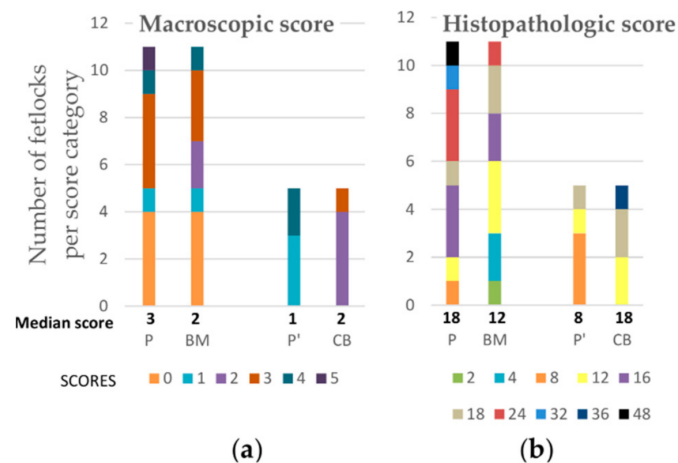 Macroscopic score
Number of fetlocks
per score category
12
10
8
6
4
2
0
Median score 3 2 1 2
P BM P' CB
SCORES 0 1 2 3 4 5
(a)
Histopathologic score
12
10
8
6
4
2
0
18 12 8 18
P BM P' CB
2 4 8 12 16
18 24 32 36 48
(b)